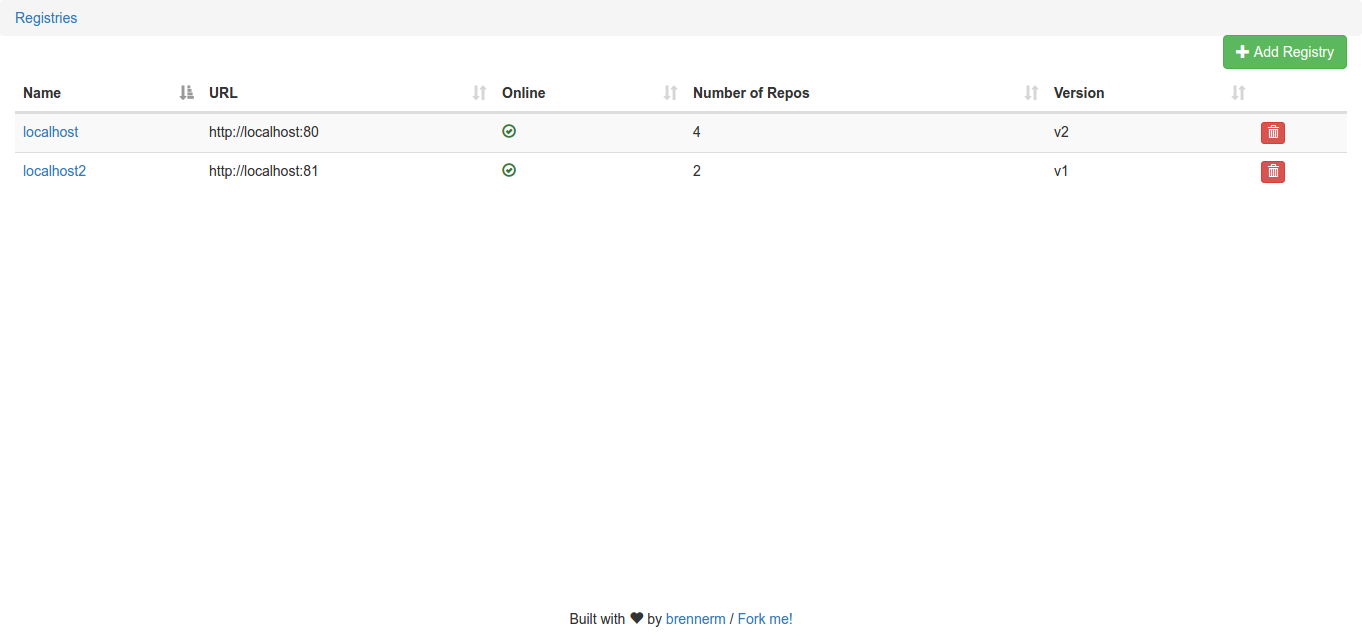 Registries
Add Registry
Name URL Online Number of Repos Version
localhost http://localhost:80 4 v2
localhost2 http://localhost:81 2 v1
Built with ♥ by brennerm / Fork me!